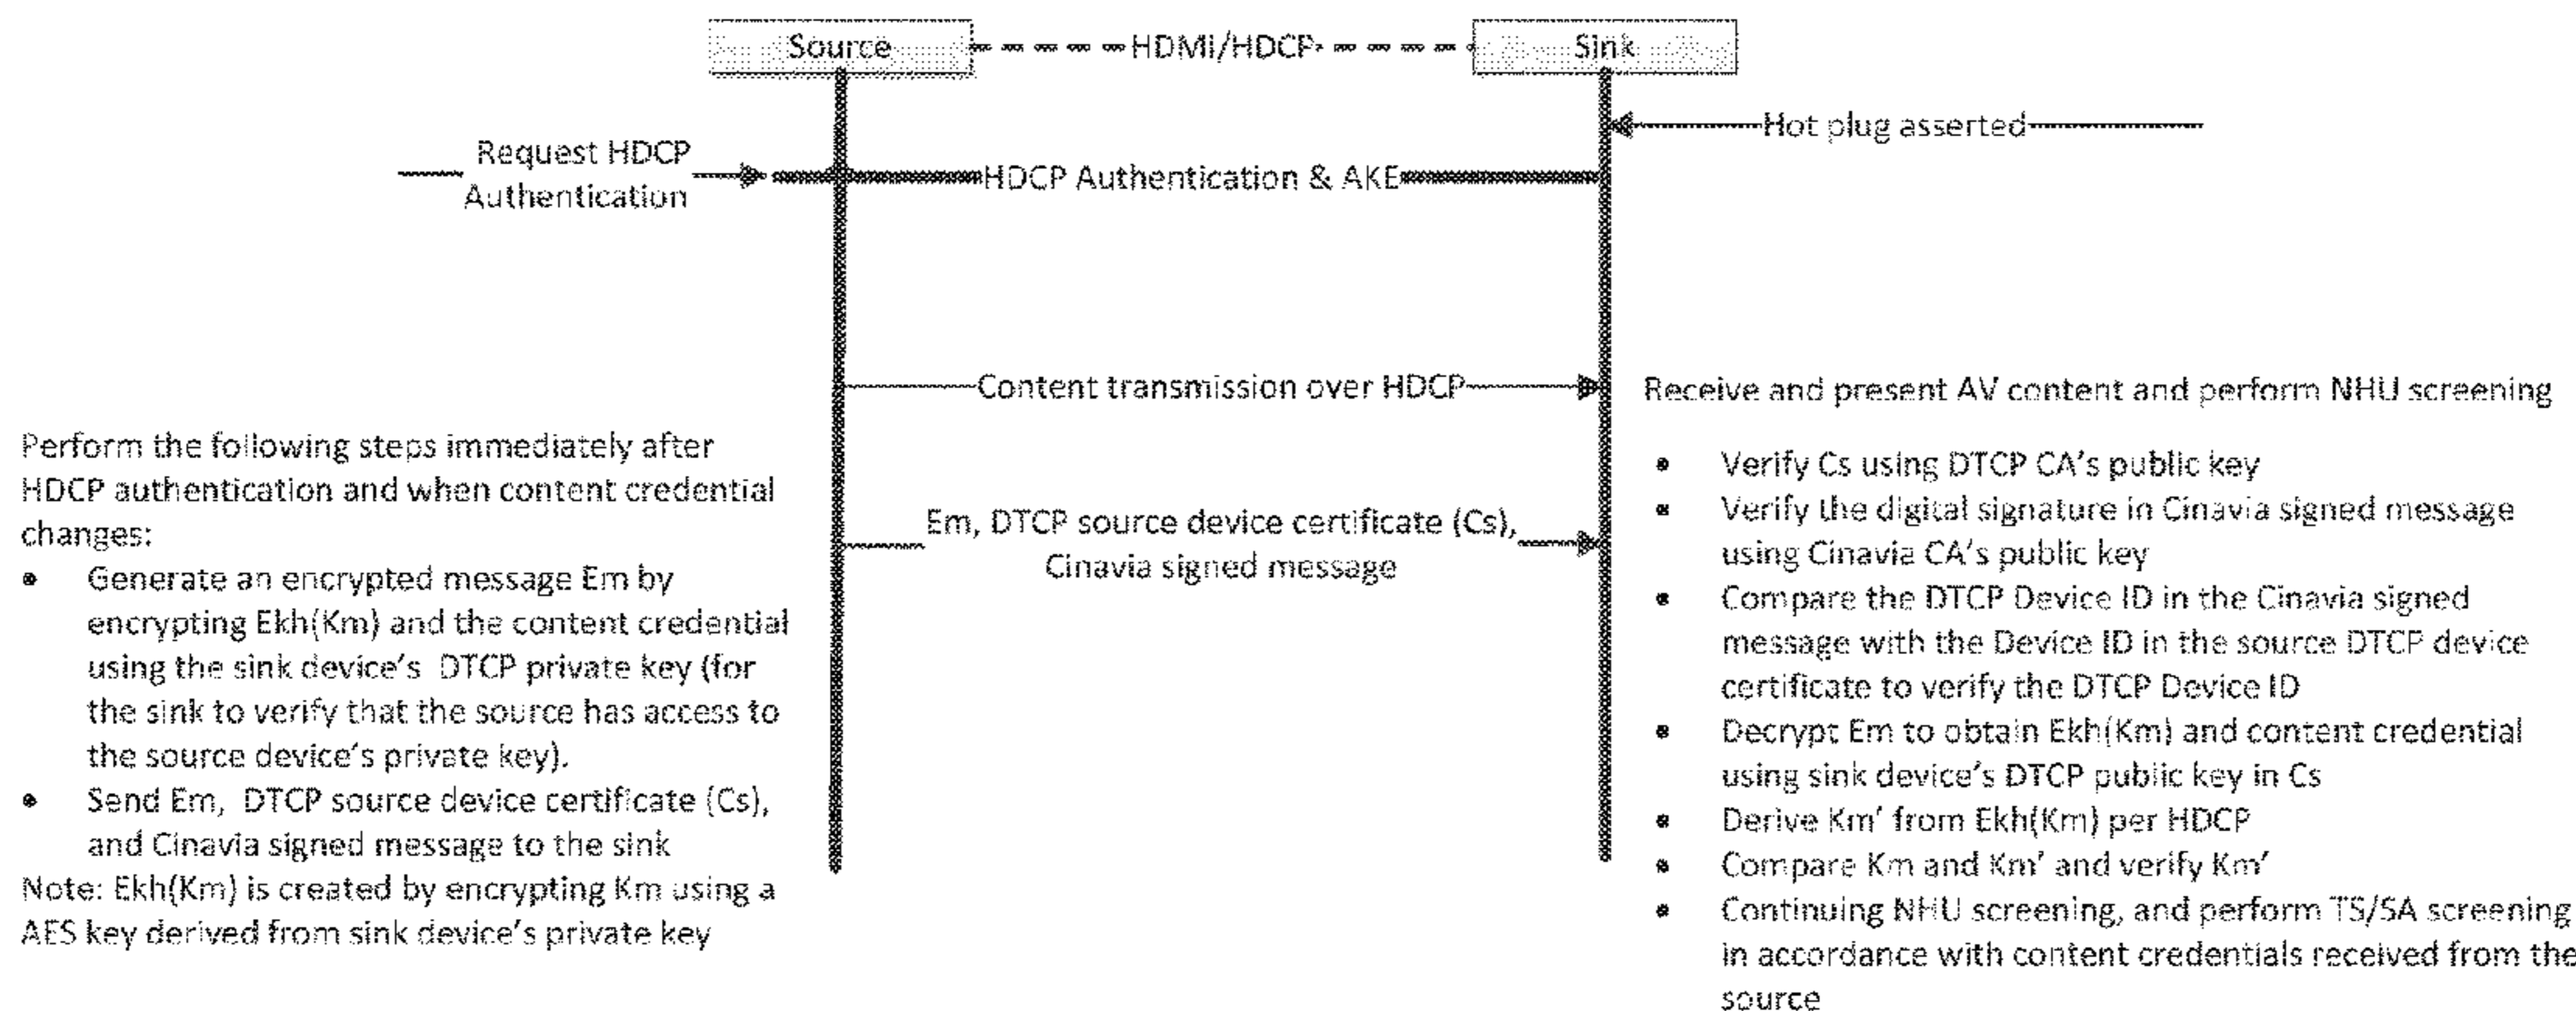 Source
HDMI/HDCP
Sink
Hot plug asserted
Request HDCP
Authentication
HDCP Authentication & AKE
Content transmission over HDCP
Receive and present AV content and perform NHU screening
Perform the following steps immediately after
HDCP authentication and when content credential
changes:
• Generate an encrypted message Em by
encrypting Ekh(Km) and the content credential
using the sink device's DTCP private key (for
the sink to verify that the source has access to
the source device's private key).
• Send Em, DTCP source device certificate (Cs),
and Cinavia signed message to the sink
Note: Ekh(Km) is created by encrypting Km using a
AES key derived from sink device's private key
Em, DTCP source device certificate (Cs),
Cinavia signed message
• Verify Cs using DTCP CA's public key
• Verify the digital signature in Cinavia signed message
using Cinavia CA's public key
• Compare the DTCP Device ID in the Cinavia signed
message with the Device ID in the source DTCP device
certificate to verify the DTCP Device ID
• Decrypt Em to obtain Ekh(Km) and content credential
using sink device's DTCP public key in Cs
• Derive Km' from Ekh(Km) per HDCP
• Compare Km and Km' and verify Km'
• Continuing NHU screening, and perform TS/SA screening
in accordance with content credentials received from the
source